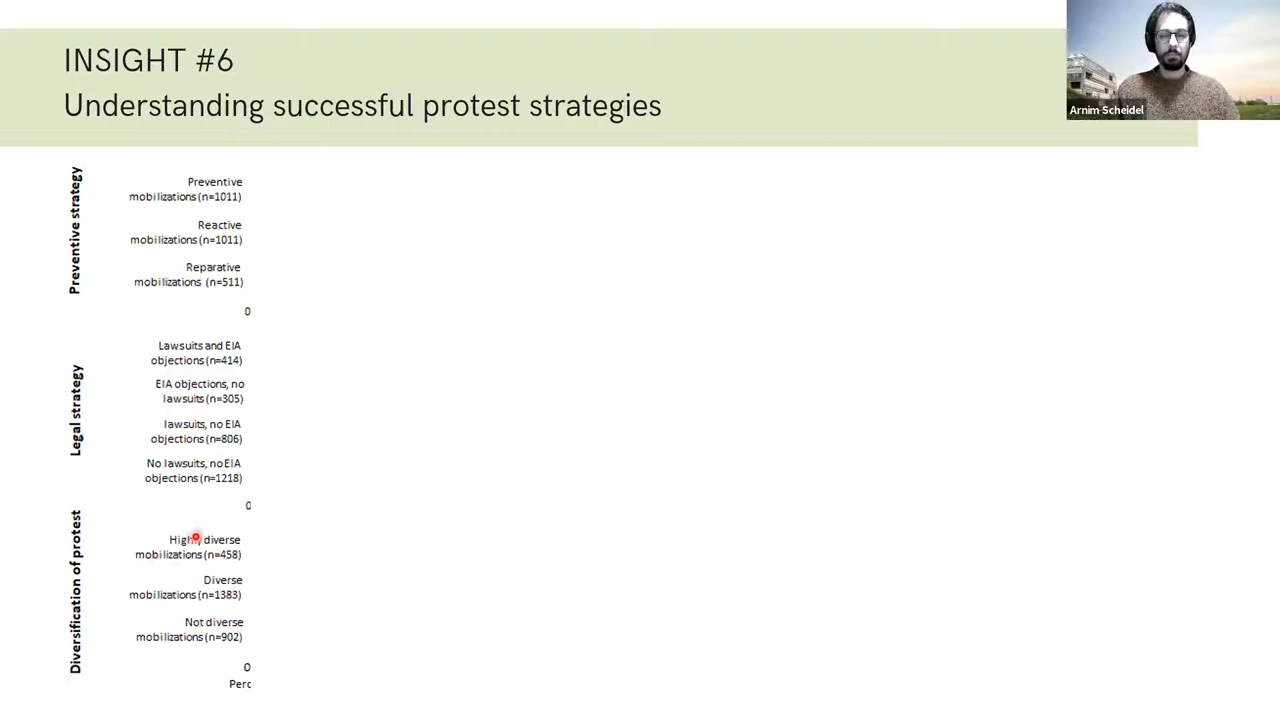 INSIGHT #6
Understanding successful protest strategies
Arnim Scheidel
Preventive strategy
Preventive
mobilizations (n=1011)
Reactive
mobilizations (n=1011)
Reparative
mobilizations (n=511)
0
Legal strategy
Lawsuits and EIA
objections (n=414)
EIA objections, no
lawsuits (n=305)
lawsuits, no EIA
objections (n=806)
No lawsuits, no EIA
objections (n=1218)
0
Diversification of protest
Highly diverse
mobilizations (n=458)
Diverse
mobilizations (n=1383)
Not diverse
mobilizations (n=902)
0
Perc